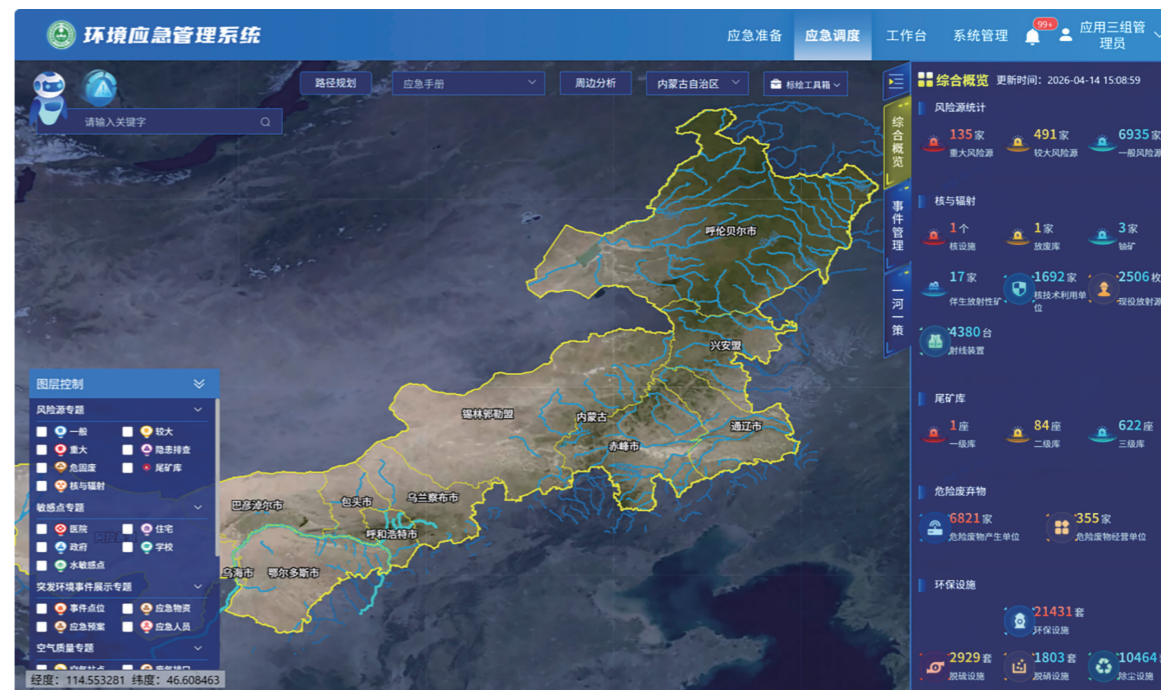 环境应急管理系统
应急准备 应急调度 工作台 系统管理 99+ 应用三组管理员
路径规划 应急手册 周边分析 内蒙古自治区 标绘工具箱
请输入关键字
综合概览
事件管理
一河一策
综合概览 更新时间：2026-04-14 15:08:59
风险源统计
135家 491家 6935家
重大风险源 较大风险源 一般风险源
核与辐射
1个 1家 3家
核设施 放废库 铀矿
17家 1692家 2506枚
伴生放射性矿 核技术利用单位 现役放射源
4380台
射线装置
尾矿库
1座 84座 622座
一级库 二级库 三级库
危险废弃物
6821家 355家
危险废物产生单位 危险废物经营单位
环保设施
21431套
环保设施
2929套 1803套 10464
脱硫设施 脱硝设施 除尘设施
呼伦贝尔市
兴安盟
锡林郭勒盟
内蒙古
通辽市
赤峰市
乌兰察布市
包头市
巴彦淖尔市
呼和浩特市
乌海市
鄂尔多斯市
图层控制
风险源专题
一般 较大
重大 隐患排查
危固废 尾矿库
核与辐射
敏感点专题
医院 住宅
政府 学校
水敏感点
突发环境事件展示专题
事件点位 应急物资
应急预案 应急人员
空气质量专题
经度：114.553281 纬度：46.608463